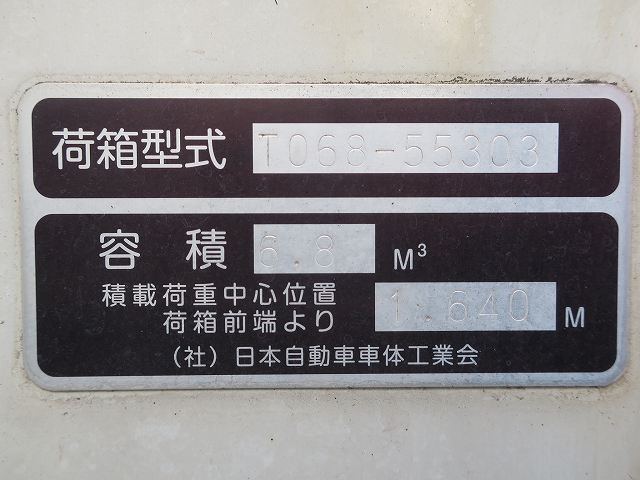 荷箱型式 T068-55303
容積 6.8 M³
積載荷重中心位置
荷箱前端より 1.640 M
（社）日本自動車車体工業会